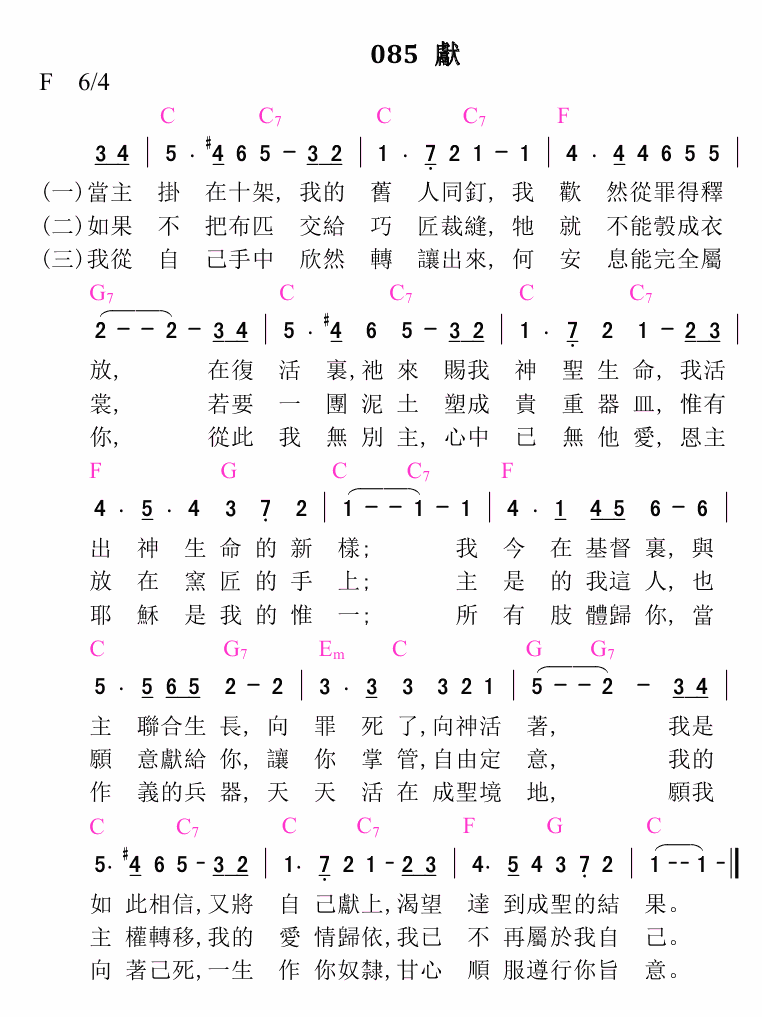 085 獻
F 6/4
C C7 C C7 F
3 4 | 5 . #4 6 5 - 3 2 | 1 . 7 2 1 - 1 | 4 . 4 4 6 5 5 |
(一)當主 掛 在十架, 我的 舊 人同釘, 我 歡 然從罪得釋
(二)如果 不 把布匹 交給 巧 匠裁縫, 牠 就 不能彀成衣
(三)我從 自 己手中 欣然 轉 讓出來, 何 安 息能完全屬
G7 C C7 C C7
2 - - 2 - 3 4 | 5 . #4 6 5 - 3 2 | 1 . 7 2 1 - 2 3 |
放, 在復 活 裏, 祂 來 賜我 神 聖 生 命, 我活
裳, 若要 一 團 泥 土 塑成 貴 重 器 皿, 惟有
你, 從此 我 無 別 主, 心中 已 無 他 愛, 恩主
F G C C7 F
4 . 5 . 4 3 7 2 | 1 - - 1 - 1 | 4 . 1 4 5 6 - 6 |
出 神 生 命 的 新 樣; 我 今 在 基督 裏, 與
放 在 窯 匠 的 手 上; 主 是 的 我這 人, 也
耶 穌 是 我 的 惟 一; 所 有 肢 體歸 你, 當
C G7 Em C G G7
5 . 5 6 5 2 - 2 | 3 . 3 3 3 2 1 | 5 - - 2 - 3 4 |
主 聯合生 長, 向 罪 死 了, 向神活 著, 我是
願 意獻給 你, 讓 你 掌 管, 自由定 意, 我的
作 義的兵 器, 天 天 活 在 成聖境 地, 願我
C C7 C C7 F G C
5. #4 6 5 - 3 2 | 1. 7 2 1 - 2 3 | 4. 5 4 3 7 2 | 1 - - 1 - ||
如 此相信, 又將 自 己獻上, 渴望 達 到成聖的結 果。
主 權轉移, 我的 愛 情歸依, 我已 不 再屬於我自 己。
向 著己死, 一生 作 你奴隸, 甘心 順 服遵行你旨 意。